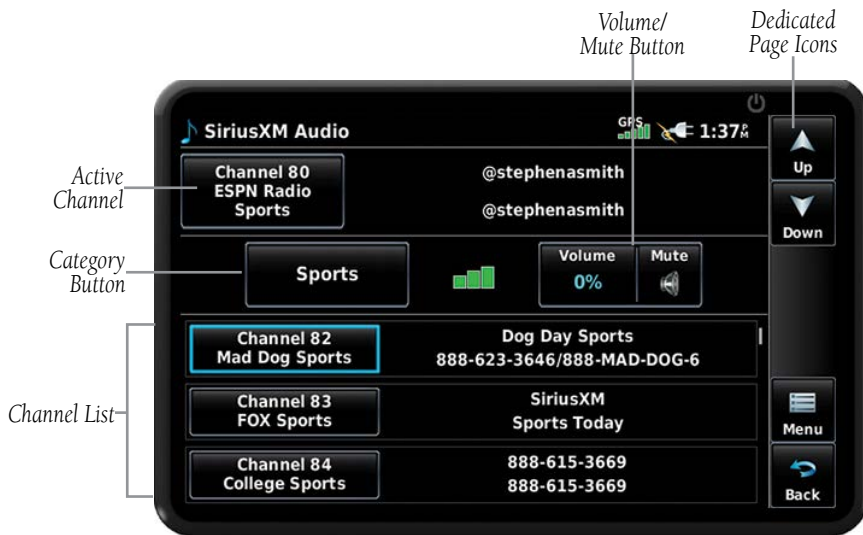 Volume/
Mute Button
Dedicated
Page Icons
SiriusXM Audio
GPS
1:37PM
Up
Active
Channel
Channel 80
ESPN Radio
Sports
@stephenasmith
@stephenasmith
Down
Category
Button
Sports
Volume
0%
Mute
Channel List
Channel 82
Mad Dog Sports
Dog Day Sports
888-623-3646/888-MAD-DOG-6
Channel 83
FOX Sports
SiriusXM
Sports Today
Menu
Channel 84
College Sports
888-615-3669
888-615-3669
Back